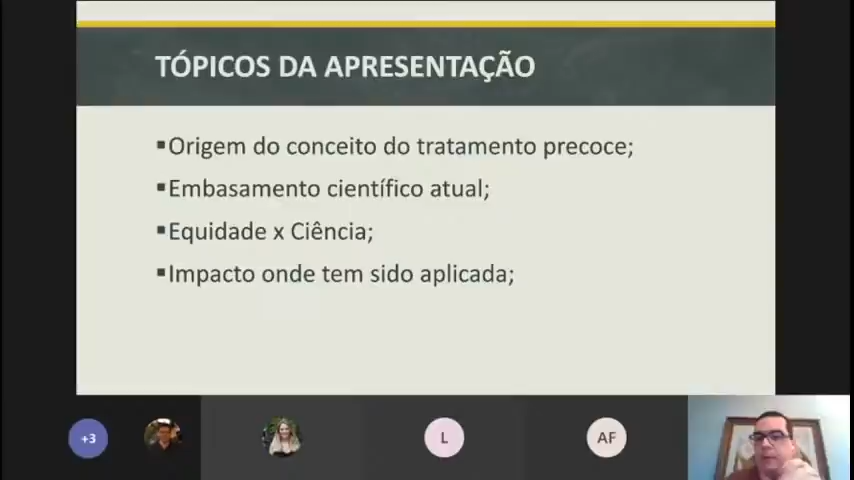 TÓPICOS DA APRESENTAÇÃO
▪Origem do conceito do tratamento precoce;
▪Embasamento científico atual;
▪Equidade x Ciência;
▪Impacto onde tem sido aplicada;
+3
L
AF